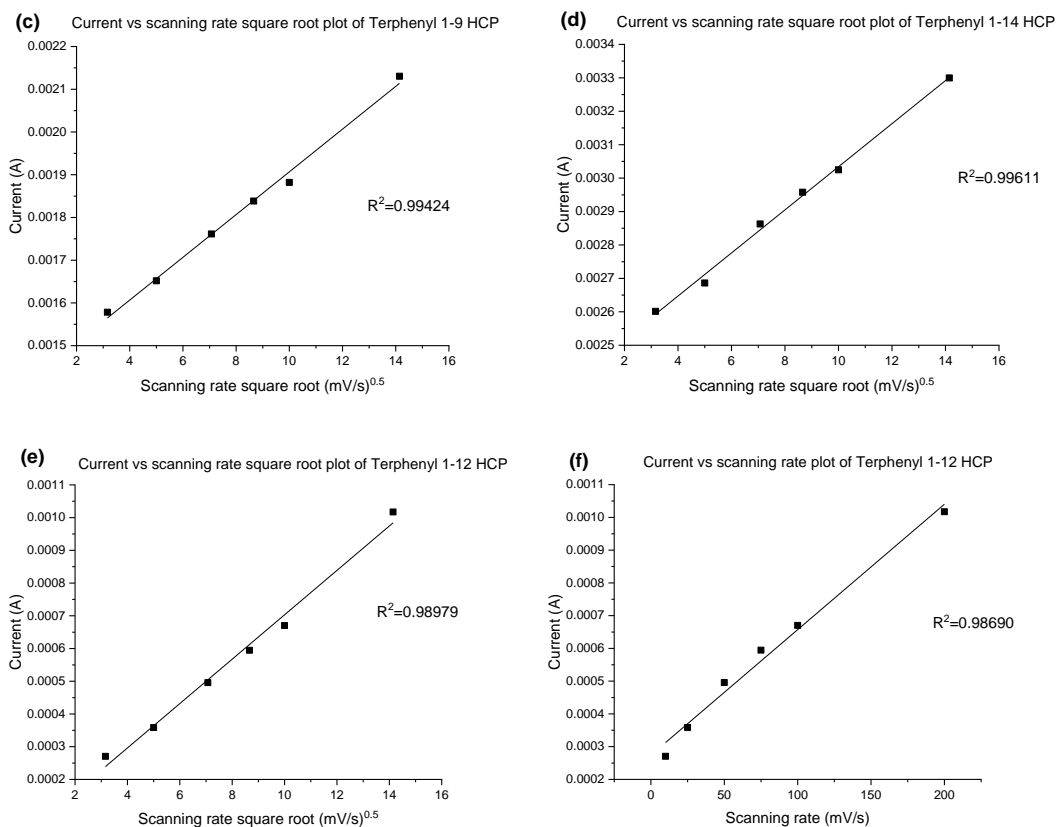 (c) Current vs scanning rate square root plot of Terphenyl 1-9 HCP
0.0022
0.0021
0.0020
0.0019
0.0018
0.0017
0.0016
0.0015
Current (A)
R²=0.99424
2 4 6 8 10 12 14 16
Scanning rate square root (mV/s)^0.5
(d) Current vs scanning rate square root plot of Terphenyl 1-14 HCP
0.0034
0.0033
0.0032
0.0031
0.0030
0.0029
0.0028
0.0027
0.0026
0.0025
Current (A)
R²=0.99611
2 4 6 8 10 12 14 16
Scanning rate square root (mV/s)^0.5
(e) Current vs scanning rate square root plot of Terphenyl 1-12 HCP
0.0011
0.0010
0.0009
0.0008
0.0007
0.0006
0.0005
0.0004
0.0003
0.0002
Current (A)
R²=0.98979
2 4 6 8 10 12 14 16
Scanning rate square root (mV/s)^0.5
(f) Current vs scanning rate plot of Terphenyl 1-12 HCP
0.0011
0.0010
0.0009
0.0008
0.0007
0.0006
0.0005
0.0004
0.0003
0.0002
Current (A)
R²=0.98690
0 50 100 150 200
Scanning rate (mV/s)